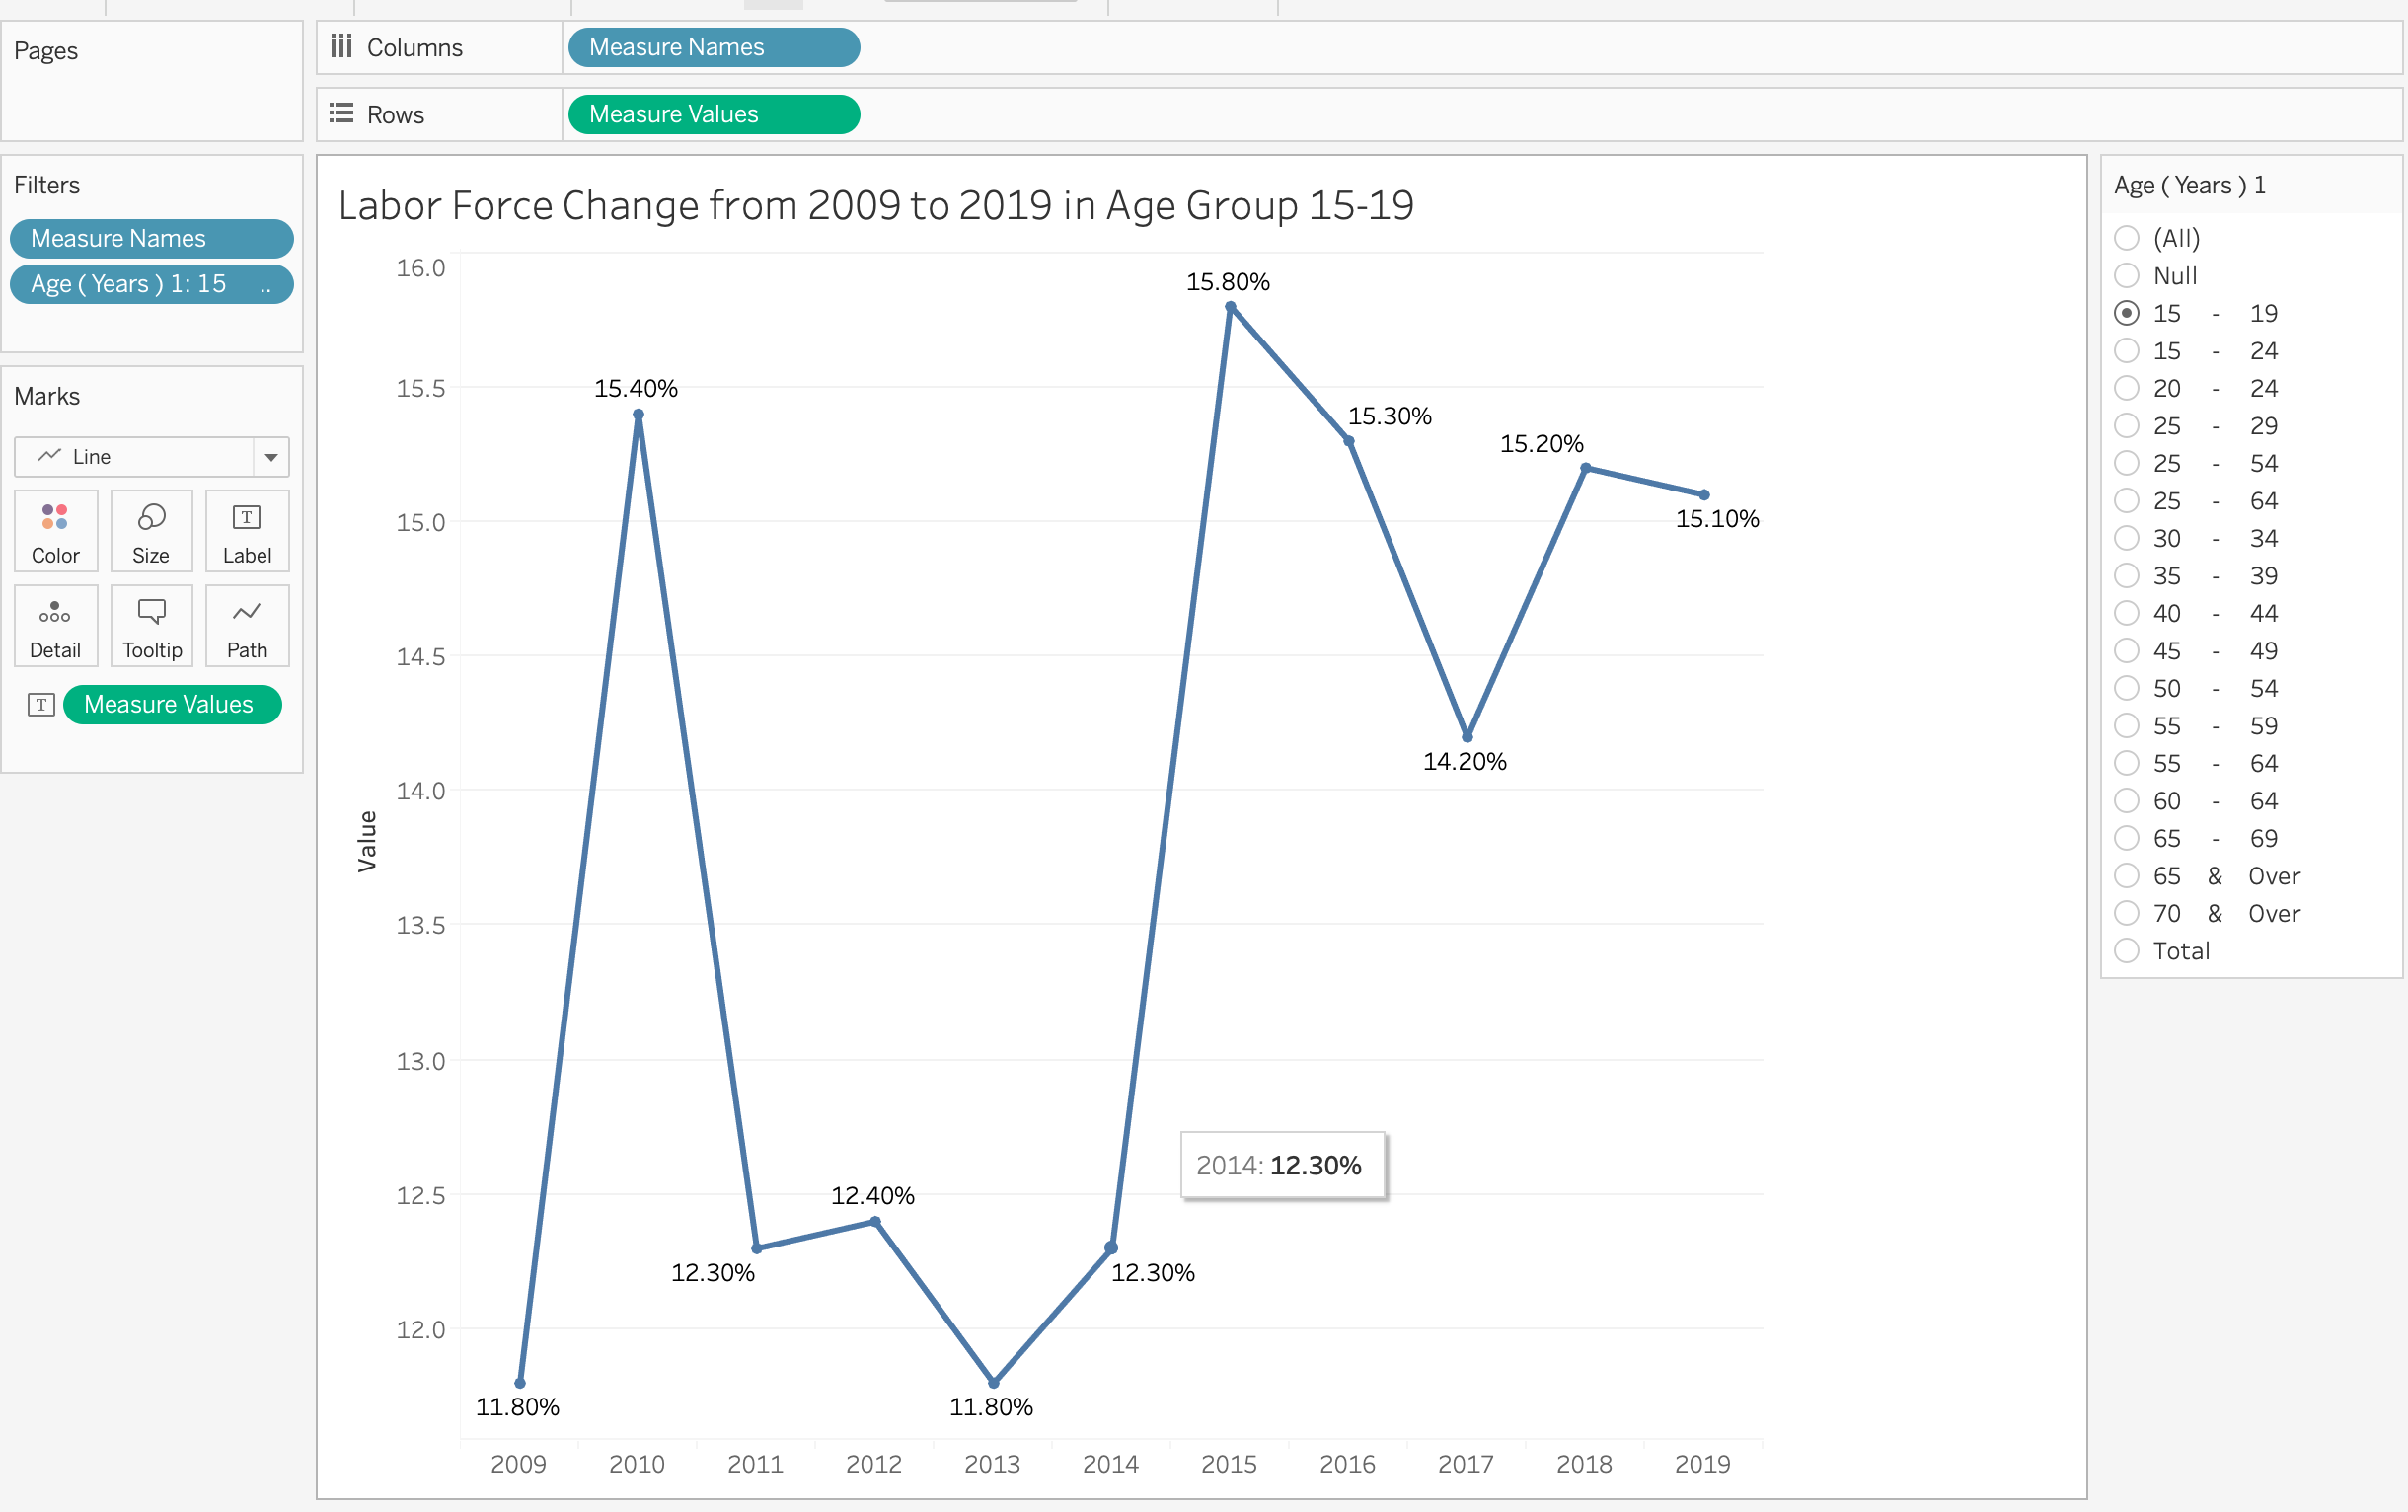 Pages
Columns
Measure Names
Rows
Measure Values
Filters
Measure Names
Age ( Years ) 1: 15 ..
Marks
Line
Color
Size
T
Label
Detail
Tooltip
Path
T
Measure Values
Labor Force Change from 2009 to 2019 in Age Group 15-19
Value
16.0
15.5
15.0
14.5
14.0
13.5
13.0
12.5
12.0
11.80%
15.40%
12.30%
12.40%
11.80%
12.30%
15.80%
15.30%
14.20%
15.20%
15.10%
2014: 12.30%
2009 2010 2011 2012 2013 2014 2015 2016 2017 2018 2019
Age ( Years ) 1
(All)
Null
15 - 19
15 - 24
20 - 24
25 - 29
25 - 54
25 - 64
30 - 34
35 - 39
40 - 44
45 - 49
50 - 54
55 - 59
55 - 64
60 - 64
65 - 69
65 & Over
70 & Over
Total